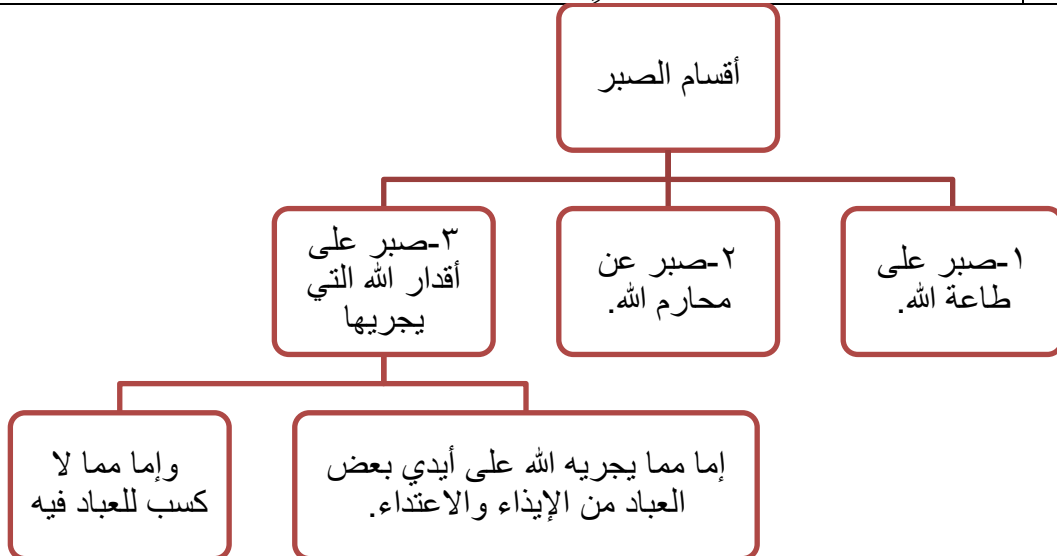 أقسام الصبر
١-صبر على
طاعة الله.
٢-صبر عن
محارم الله.
٣-صبر على
أقدار الله التي
يجريها
إما مما يجريه الله على أيدي بعض
العباد من الإيذاء والاعتداء.
وإما مما لا
كسب للعباد فيه